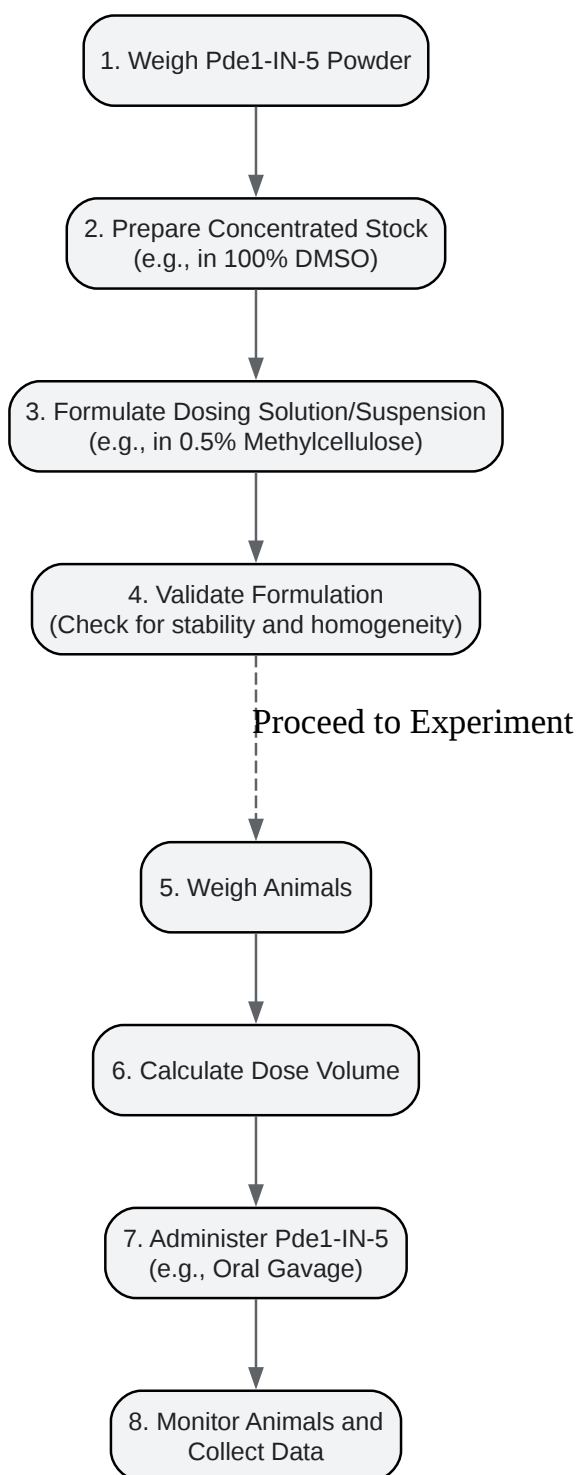 1. Weigh Pde1-IN-5 Powder
2. Prepare Concentrated Stock
(e.g., in 100% DMSO)
3. Formulate Dosing Solution/Suspension
(e.g., in 0.5% Methylcellulose)
4. Validate Formulation
(Check for stability and homogeneity)
Proceed to Experiment
5. Weigh Animals
6. Calculate Dose Volume
7. Administer Pde1-IN-5
(e.g., Oral Gavage)
8. Monitor Animals and
Collect Data